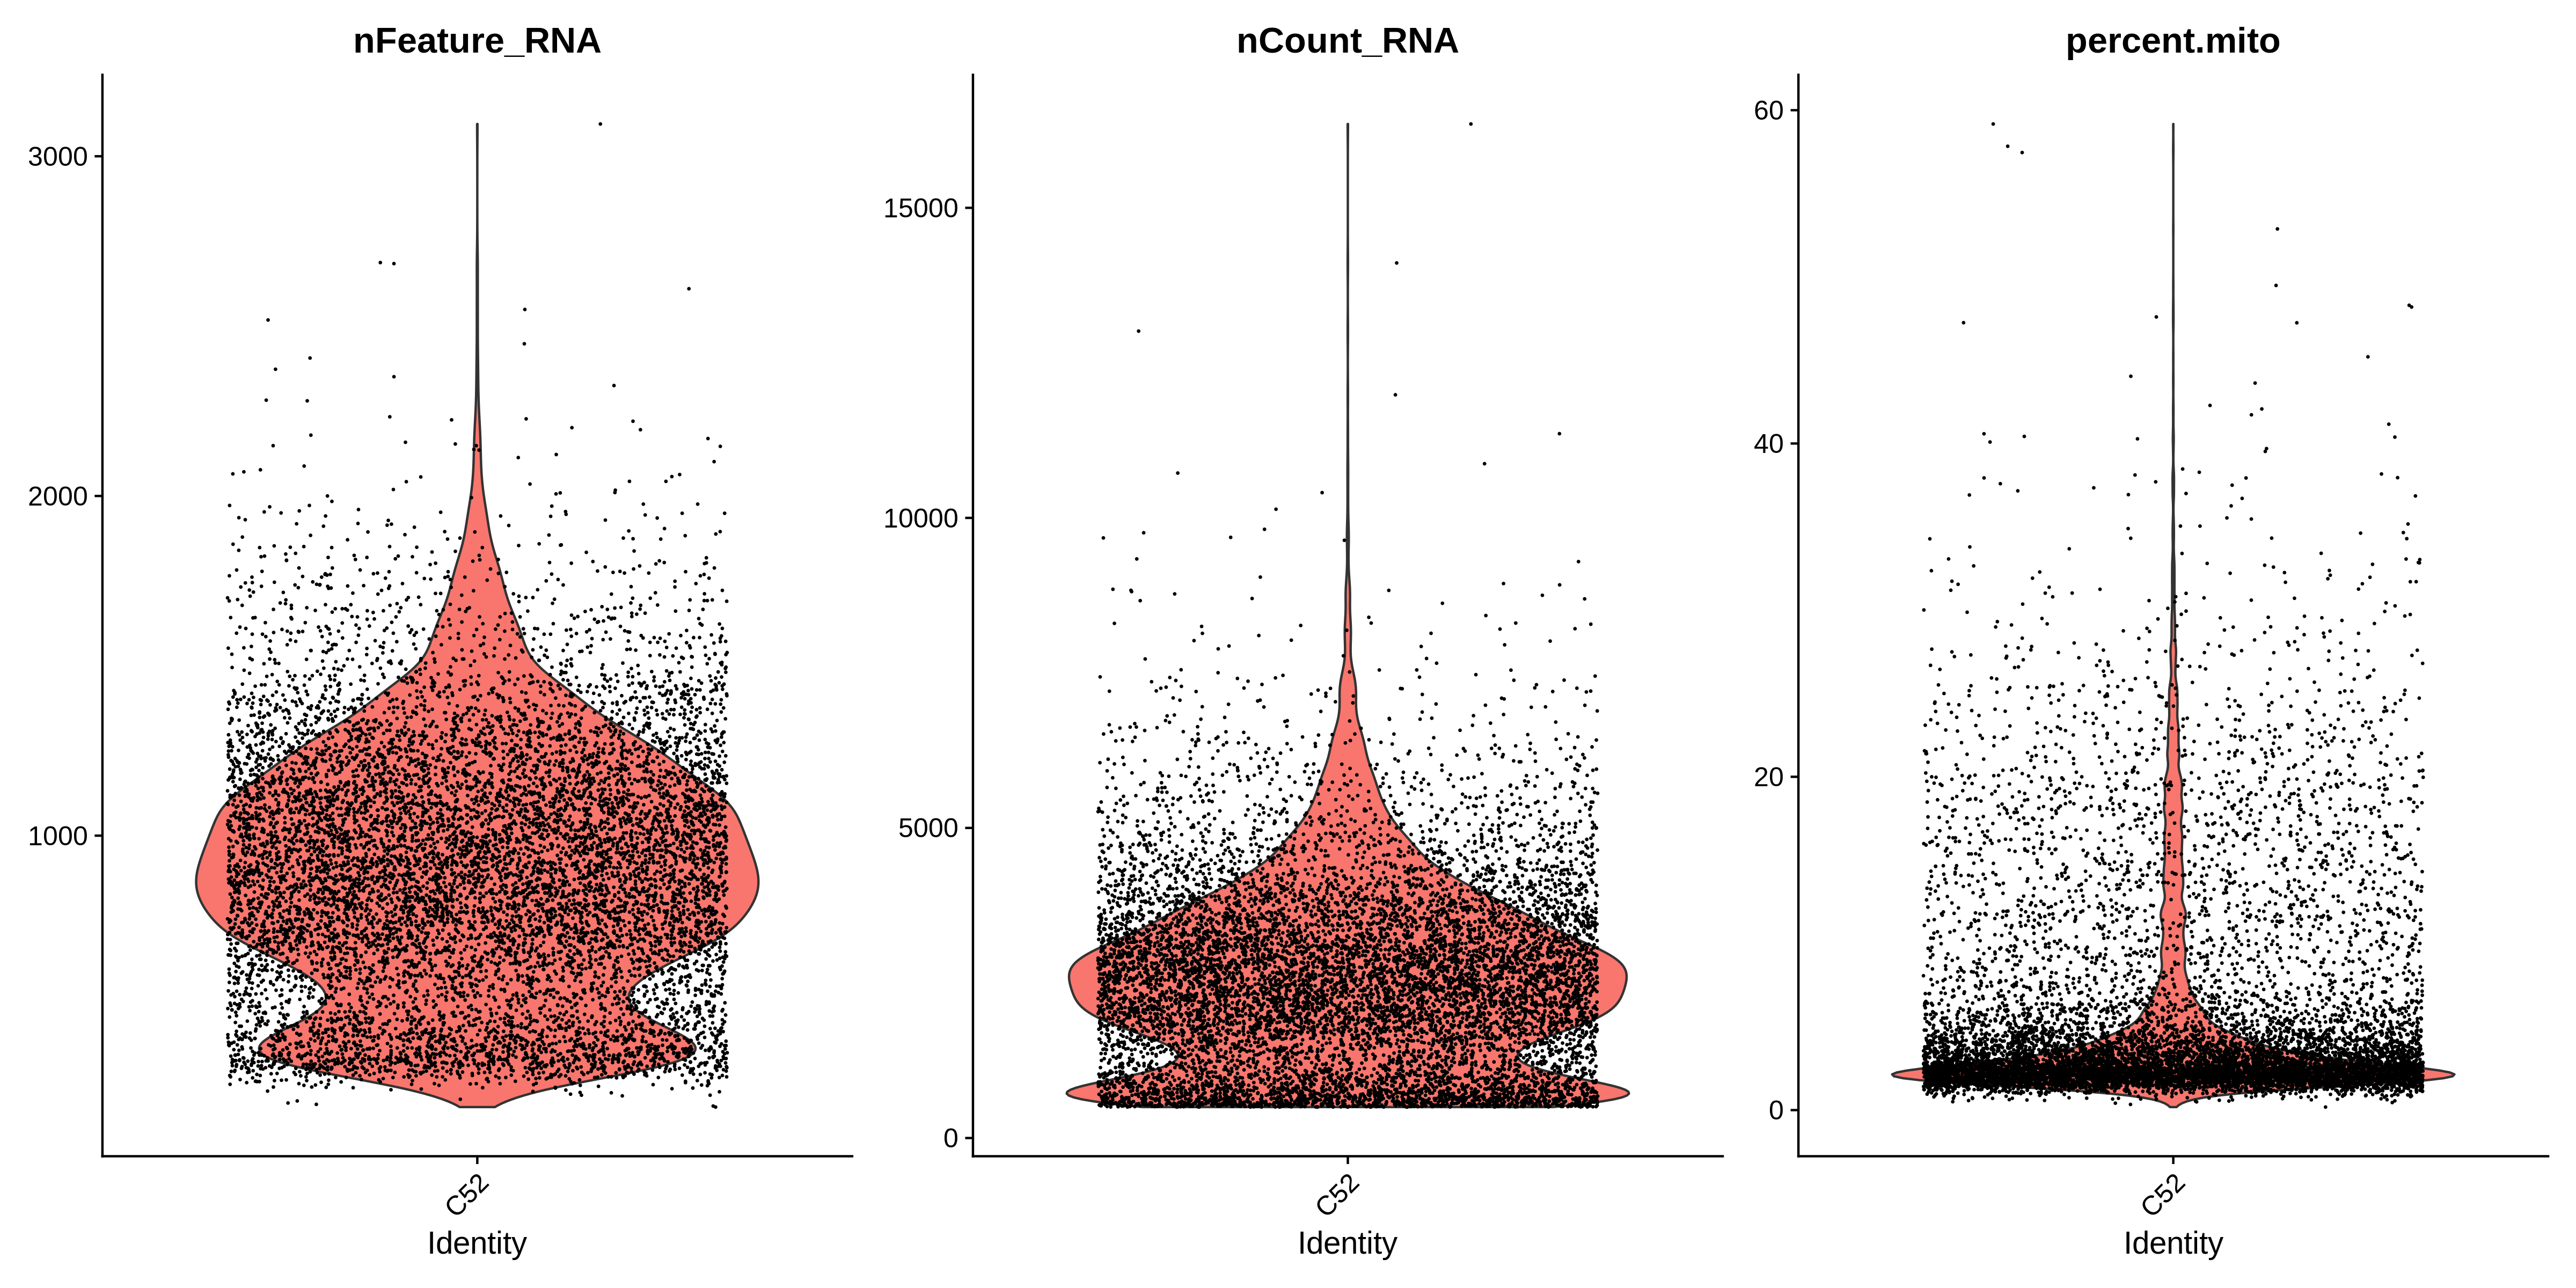 nFeature_RNA
3000
2000
1000
C52
Identity
nCount_RNA
15000
10000
5000
0
C52
Identity
percent.mito
60
40
20
0
C52
Identity